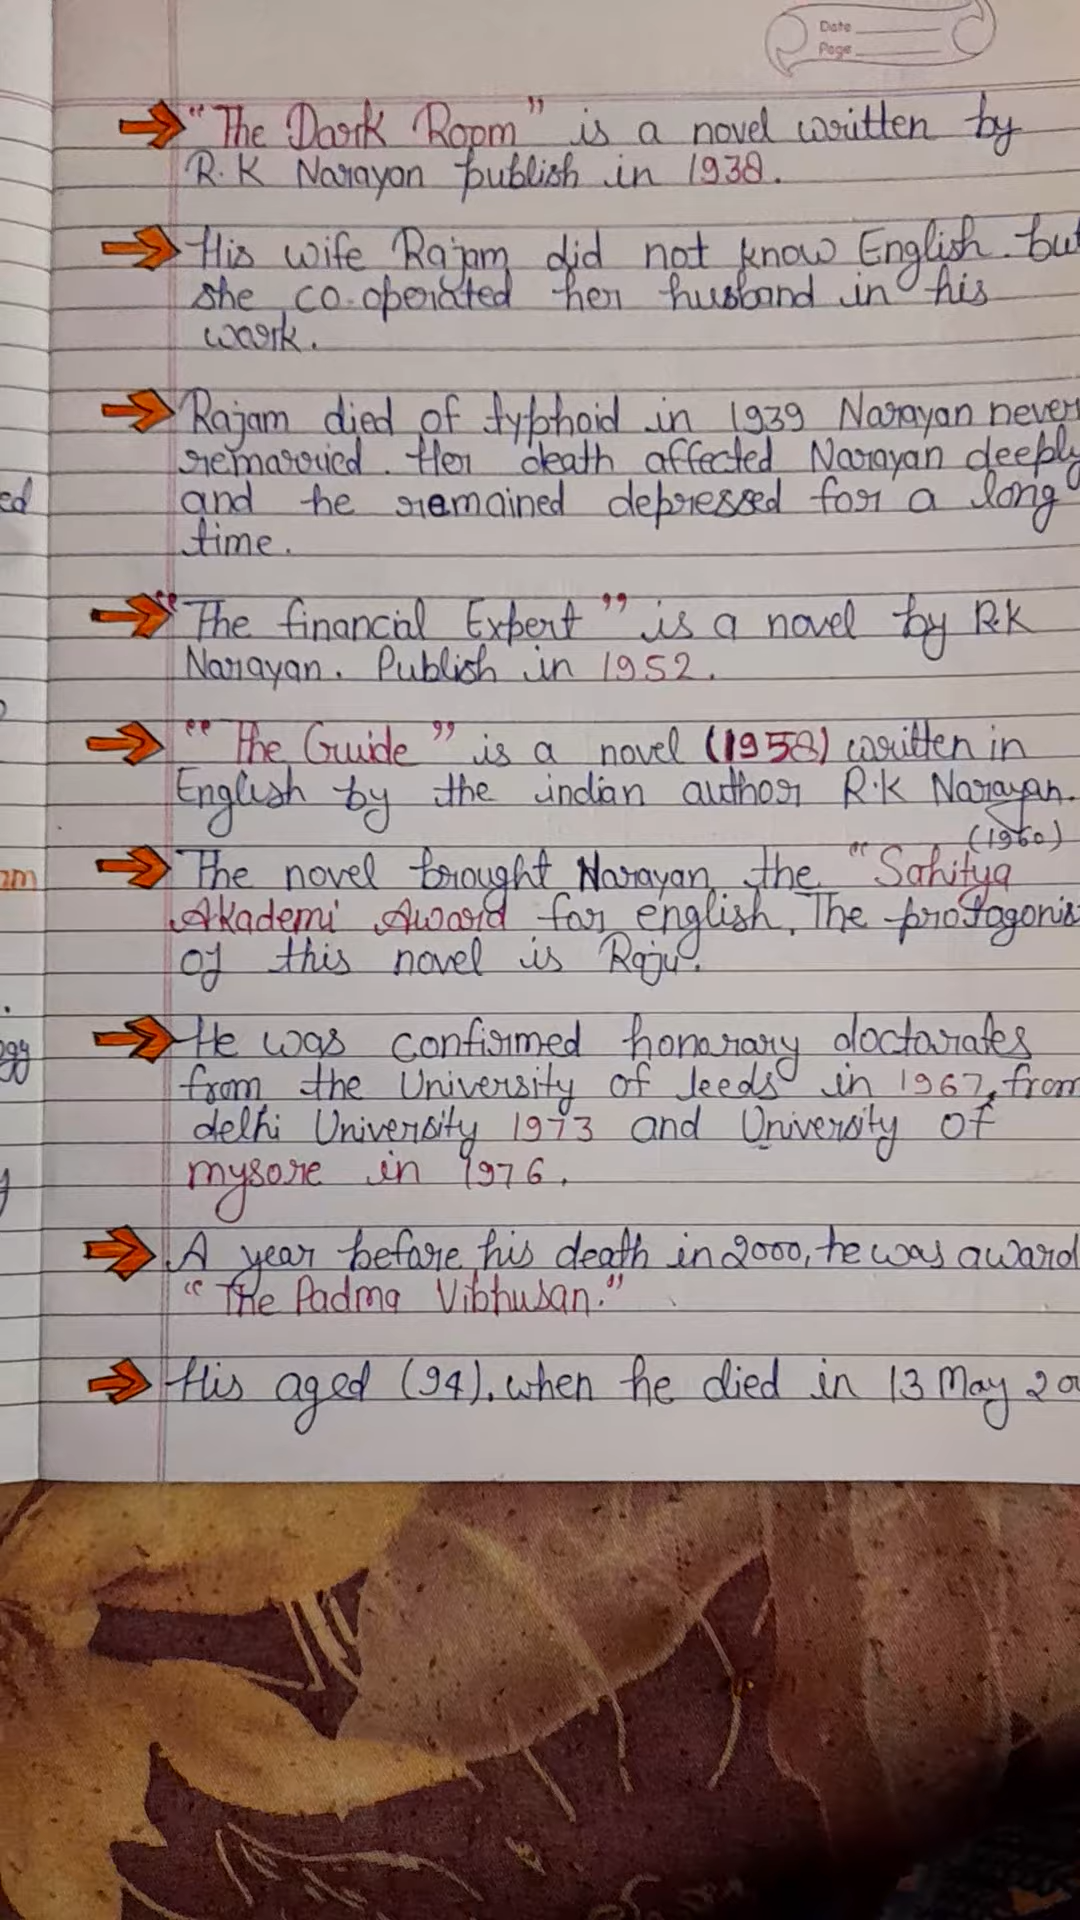 Date
Page
"The Dark Room" is a novel written by
R.K Narayan publish in 1938.
His wife Rajam did not know English. but
she co-operated her husband in his
work.
Rajam died of typhoid in 1939 Narayan never
remarried. Her death affected Narayan deeply
and he remained depressed for a long
time.
"The financial Expert" is a novel by R.K
Narayan. Publish in 1952.
"The Guide" is a novel (1958) written in
English by the indian author R.K Narayan.
(1960)
The novel brought Narayan the "Sahitya
Akademi Award for english. The protagonis
of this novel is Raju.
He was confirmed honarary doctorates
from the University of leeds in 1967, from
delhi University 1973 and University of
mysore in 1976.
A year before his death in 2000, he was award
"The Padma Vibhusan."
His aged (94). when he died in 13 May 20
ed